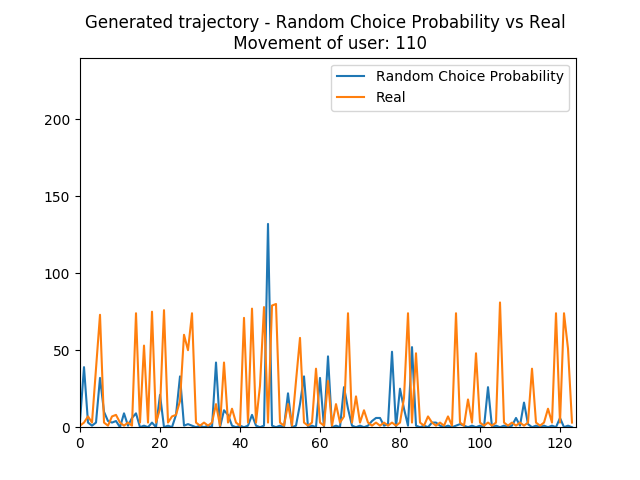 Generated trajectory - Random Choice Probability vs Real
Movement of user: 110
Random Choice Probability
Real
200
150
100
50
0
0 20 40 60 80 100 120